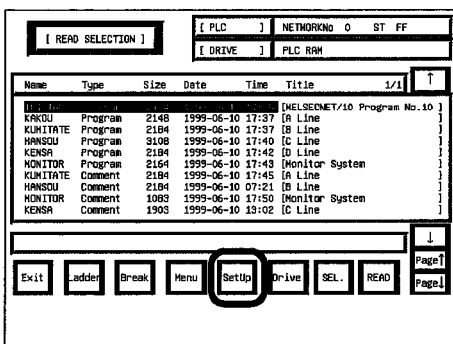 [ READ SELECTION ]
[ PLC ] NETWORKNo 0 ST FF
[ DRIVE ] PLC RAM
Name Type Size Date Time Title 1/1 ↑
[MELSECNET/10 Program No.10 ]
KAKOU Program 2148 1999-06-10 17:37 [A Line ]
KUMITATE Program 2184 1999-06-10 17:37 [B Line ]
HANSOU Program 3108 1999-06-10 17:40 [C Line ]
KENSA Program 2184 1999-06-10 17:42 [D Line ]
MONITOR Program 2164 1999-06-10 17:43 [Monitor System ]
KUMITATE Comment 2184 1999-06-10 17:45 [A Line ]
HANSOU Comment 2184 1999-06-10 07:21 [B Line ]
MONITOR Comment 1083 1999-06-10 17:50 [Monitor System ]
KENSA Comment 1903 1999-06-10 13:02 [C Line ]
↓
Page↑
Exit Ladder Break Menu SetUp Drive SEL. READ Page↓